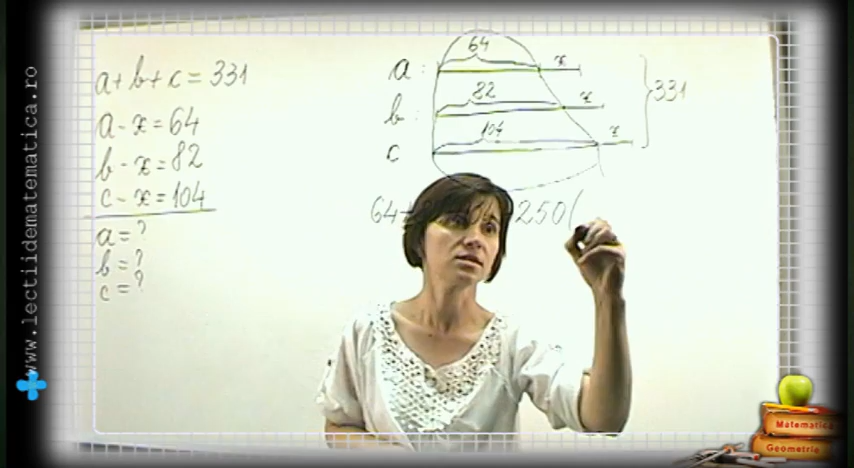 a+b+c=331
a-x=64
b-x=82
c-x=104
a=?
b=?
c=?
64 x
a:
82 x
b:
104 x
c
331
64+
250(
www.lectiidematematica.ro
Matematica
Geometrie